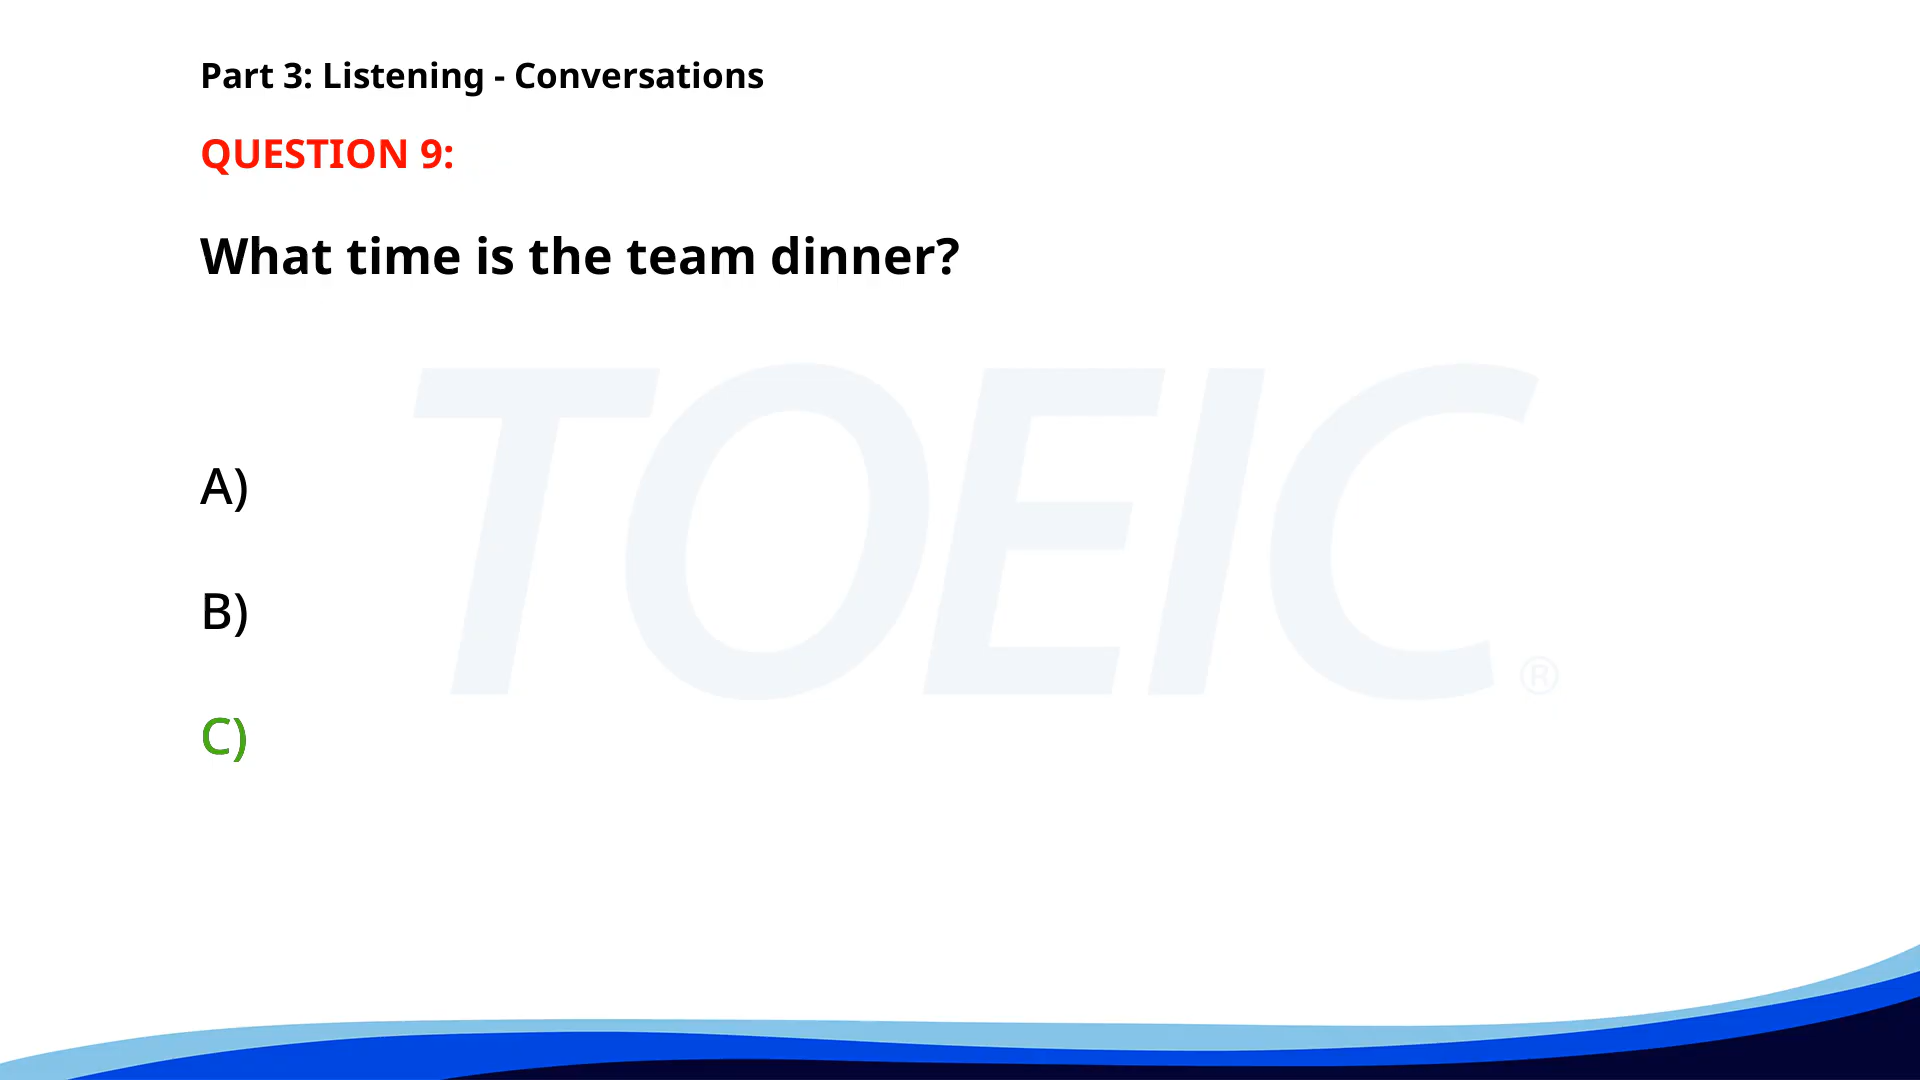 Part 3: Listening - Conversations
QUESTION 9:
What time is the team dinner?
TOEIC®
A)
B)
C)